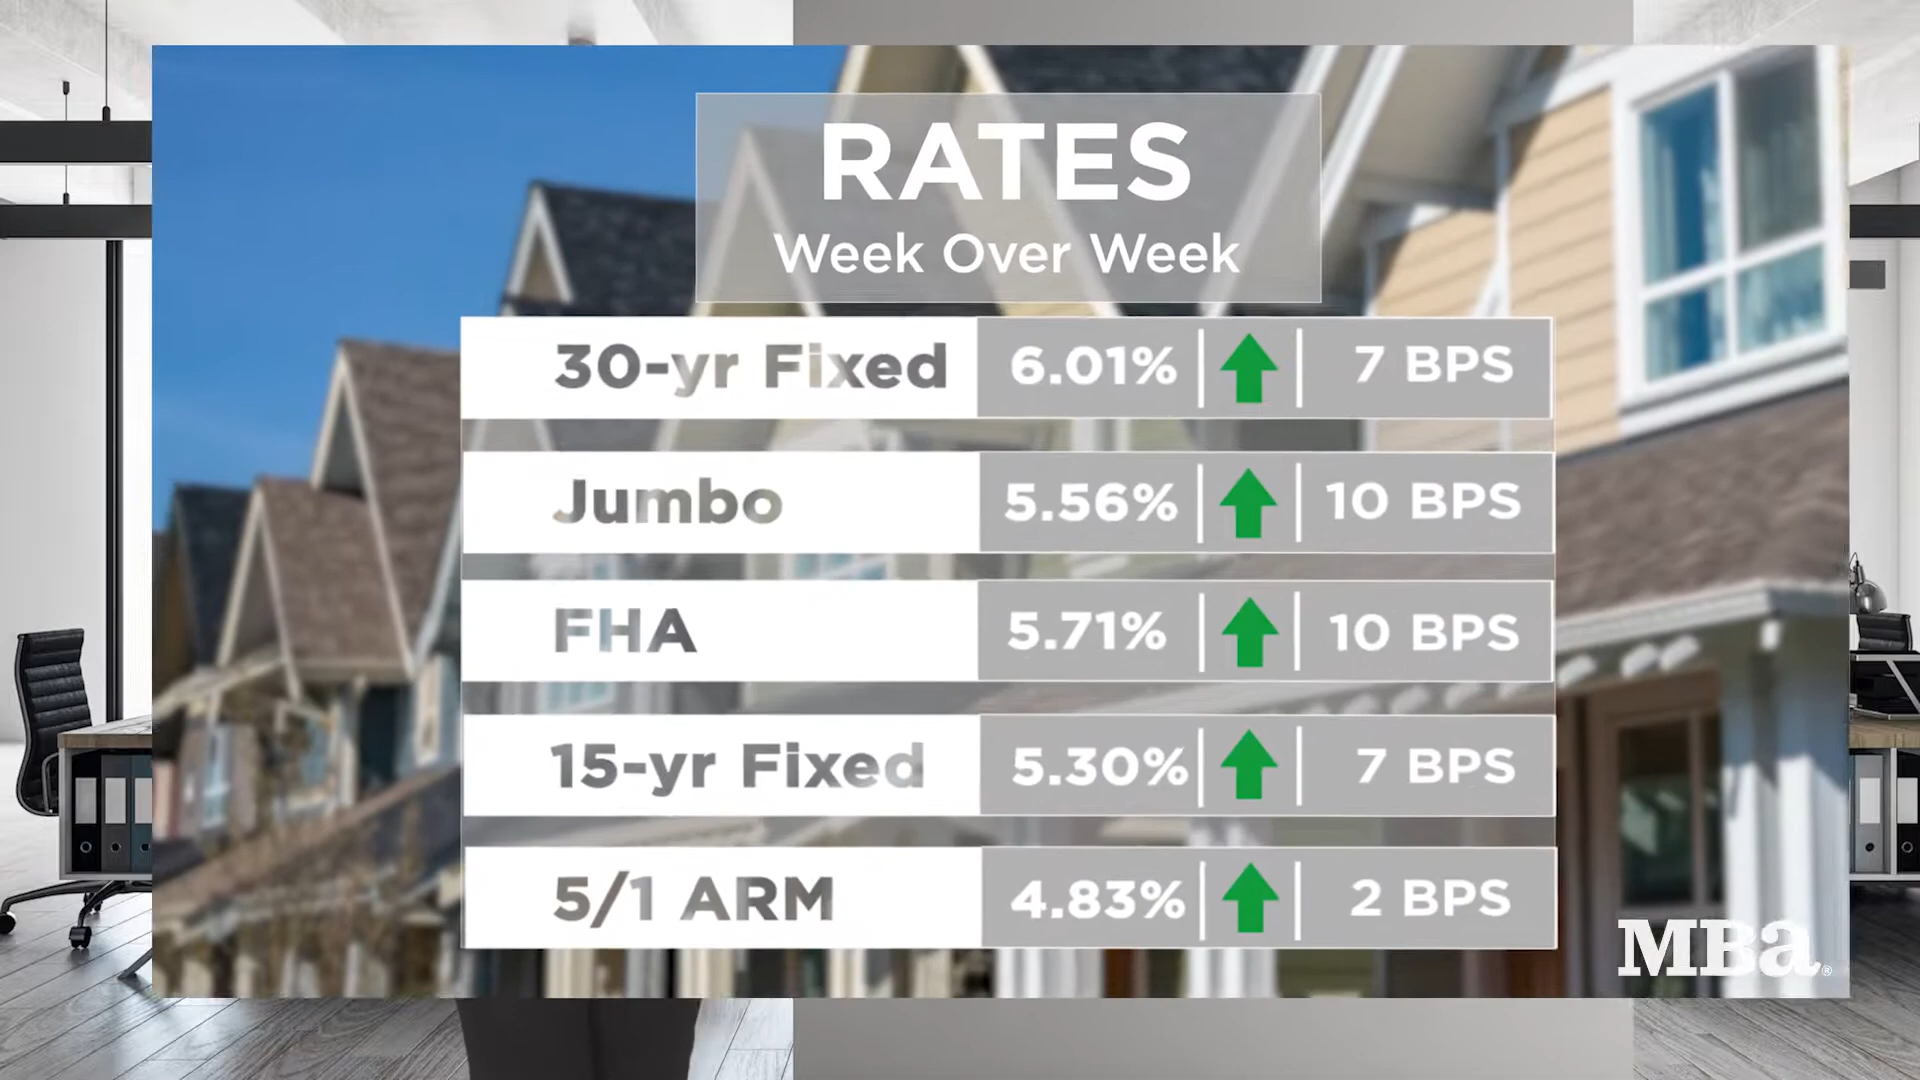 RATES
Week Over Week
30-yr Fixed 6.01% 7 BPS
Jumbo 5.56% 10 BPS
FHA 5.71% 10 BPS
15-yr Fixed 5.30% 7 BPS
5/1 ARM 4.83% 2 BPS
MBa®